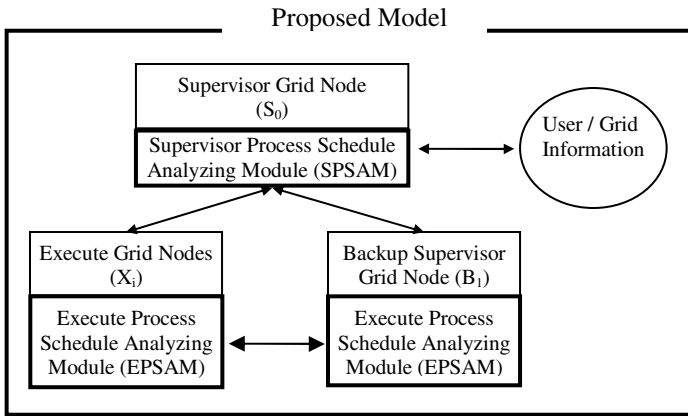 Proposed Model
Supervisor Grid Node
(S₀)
Supervisor Process Schedule
Analyzing Module (SPSAM)
User / Grid
Information
Execute Grid Nodes
(Xᵢ)
Execute Process
Schedule Analyzing
Module (EPSAM)
Backup Supervisor
Grid Node (B₁)
Execute Process
Schedule Analyzing
Module (EPSAM)